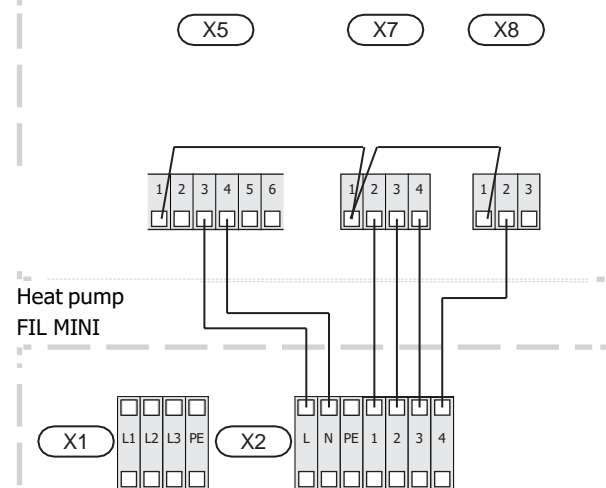 X5 X7 X8
1 2 3 4 5 6 1 2 3 4 1 2 3
Heat pump
FIL MINI
X1 L1 L2 L3 PE X2 L N PE 1 2 3 4